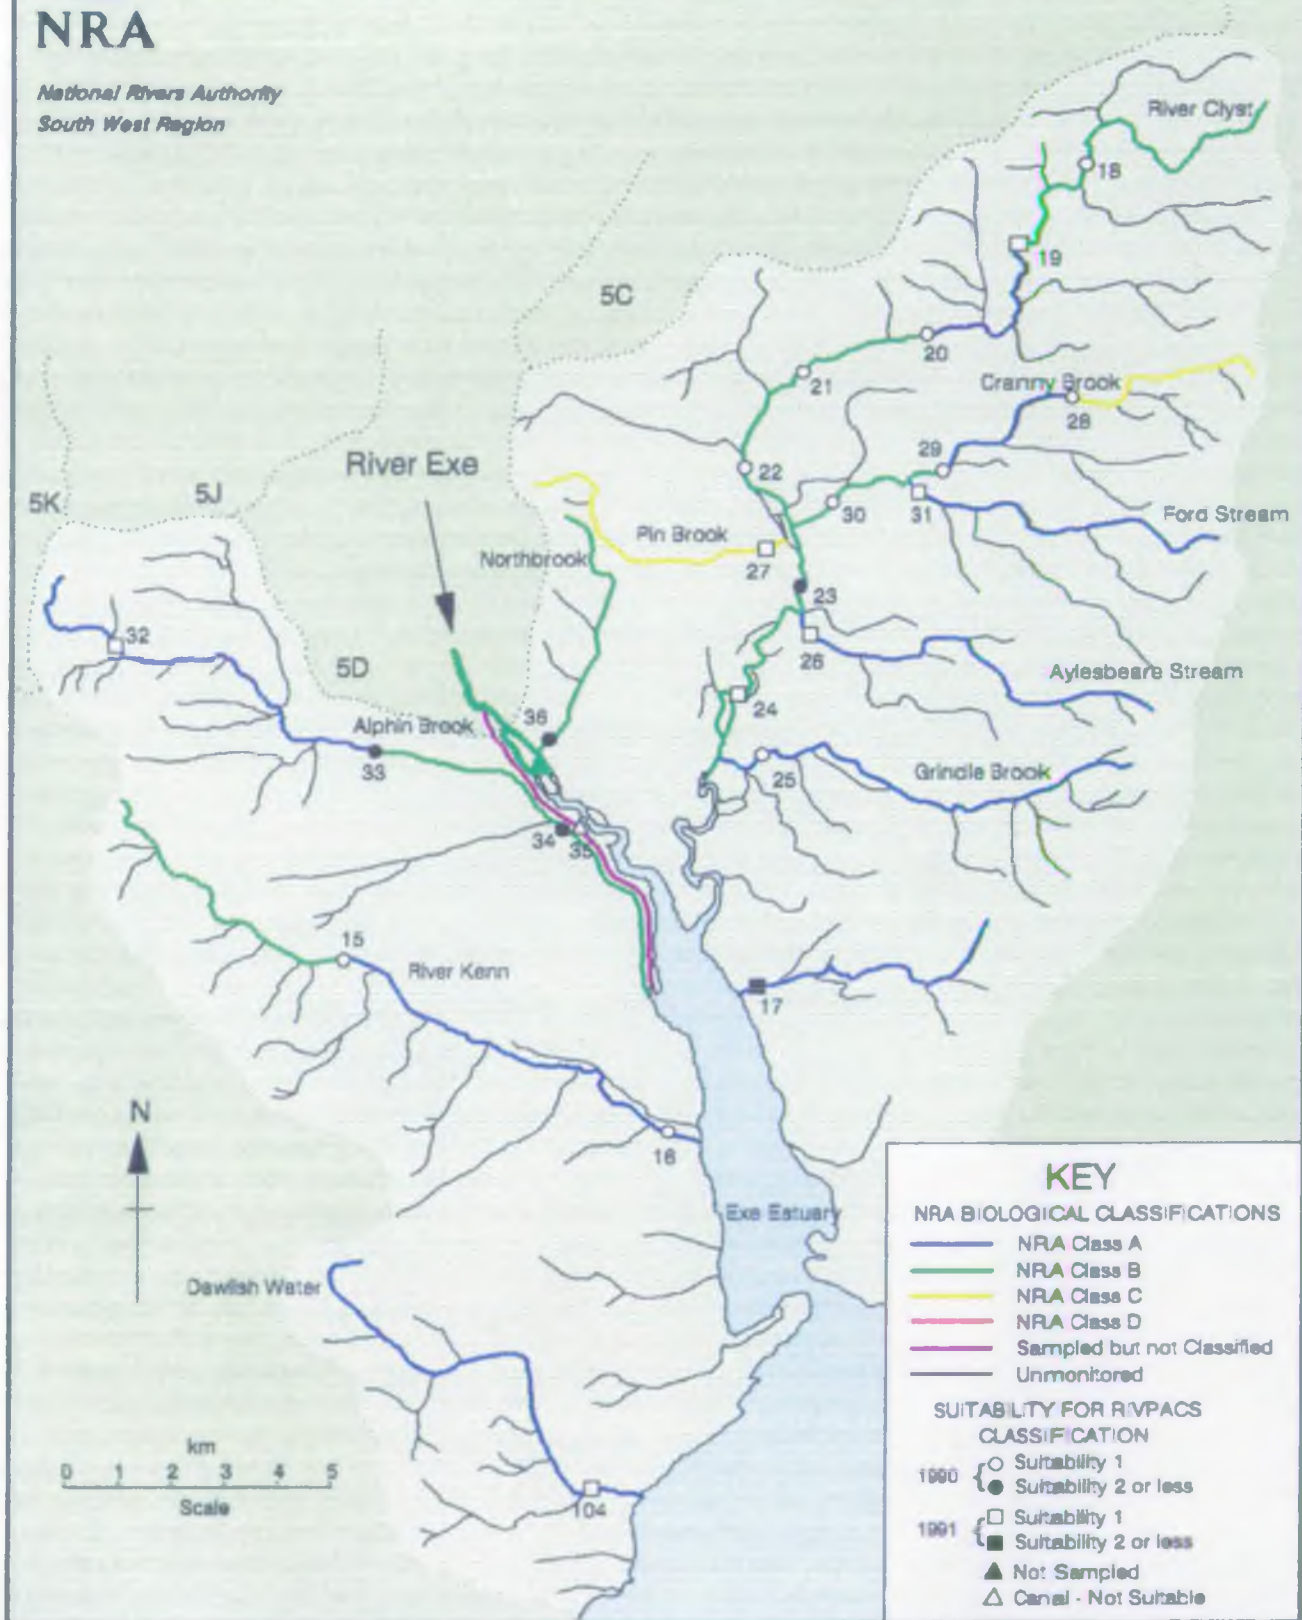 NRA
National Rivers Authority
South West Region
River Clyst
18
19
5C
20
21
Cranny Brook
28
River Exe
29
22
5K
5J
30
31
Ford Stream
Pin Brook
Northbrook
27
23
32
26
5D
Aylesbeare Stream
24
36
Alphin Brook
33
25
Grindle Brook
34
35
15
River Kenn
17
N
16
Exe Estuary
Dawlish Water
km
0 1 2 3 4 5
Scale
104
KEY
NRA BIOLOGICAL CLASSIFICATIONS
NRA Class A
NRA Class B
NRA Class C
NRA Class D
Sampled but not Classified
Unmonitored
SUITABILITY FOR RIVPACS
CLASSIFICATION
1990 { Suitability 1
Suitability 2 or less
1991 { Suitability 1
Suitability 2 or less
Not Sampled
Canal - Not Suitable